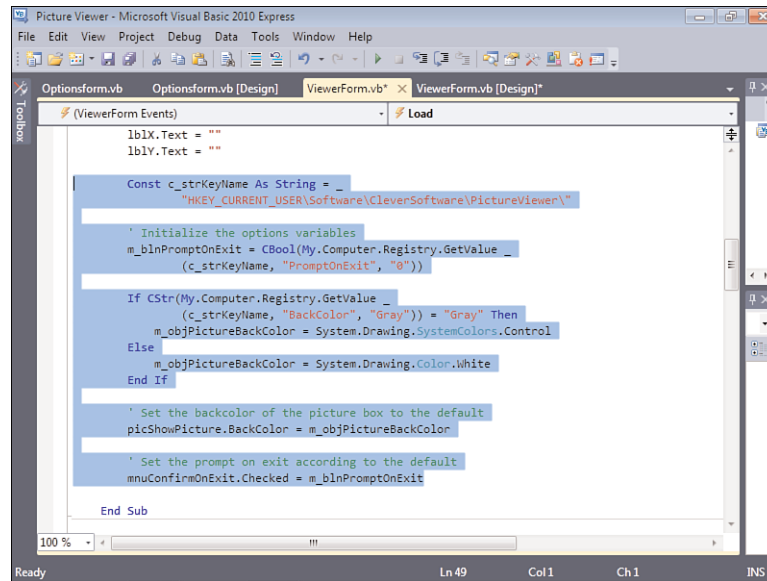 Picture Viewer - Microsoft Visual Basic 2010 Express
File Edit View Project Debug Data Tools Window Help
Toolbox
Optionsform.vb Optionsform.vb [Design] ViewerForm.vb* ViewerForm.vb [Design]*
(ViewerForm Events) Load
lblX.Text = ""
lblY.Text = ""
Const c_strKeyName As String = _
"HKEY_CURRENT_USER\Software\CleverSoftware\PictureViewer\"
' Initialize the options variables
m_blnPromptOnExit = CBool(My.Computer.Registry.GetValue _
(c_strKeyName, "PromptOnExit", "0"))
If CStr(My.Computer.Registry.GetValue _
(c_strKeyName, "BackColor", "Gray")) = "Gray" Then
m_objPictureBackColor = System.Drawing.SystemColors.Control
Else
m_objPictureBackColor = System.Drawing.Color.White
End If
' Set the backcolor of the picture box to the default
picShowPicture.BackColor = m_objPictureBackColor
' Set the prompt on exit according to the default
mnuConfirmOnExit.Checked = m_blnPromptOnExit
End Sub
100 %
Ready Ln 49 Col 1 Ch 1 INS